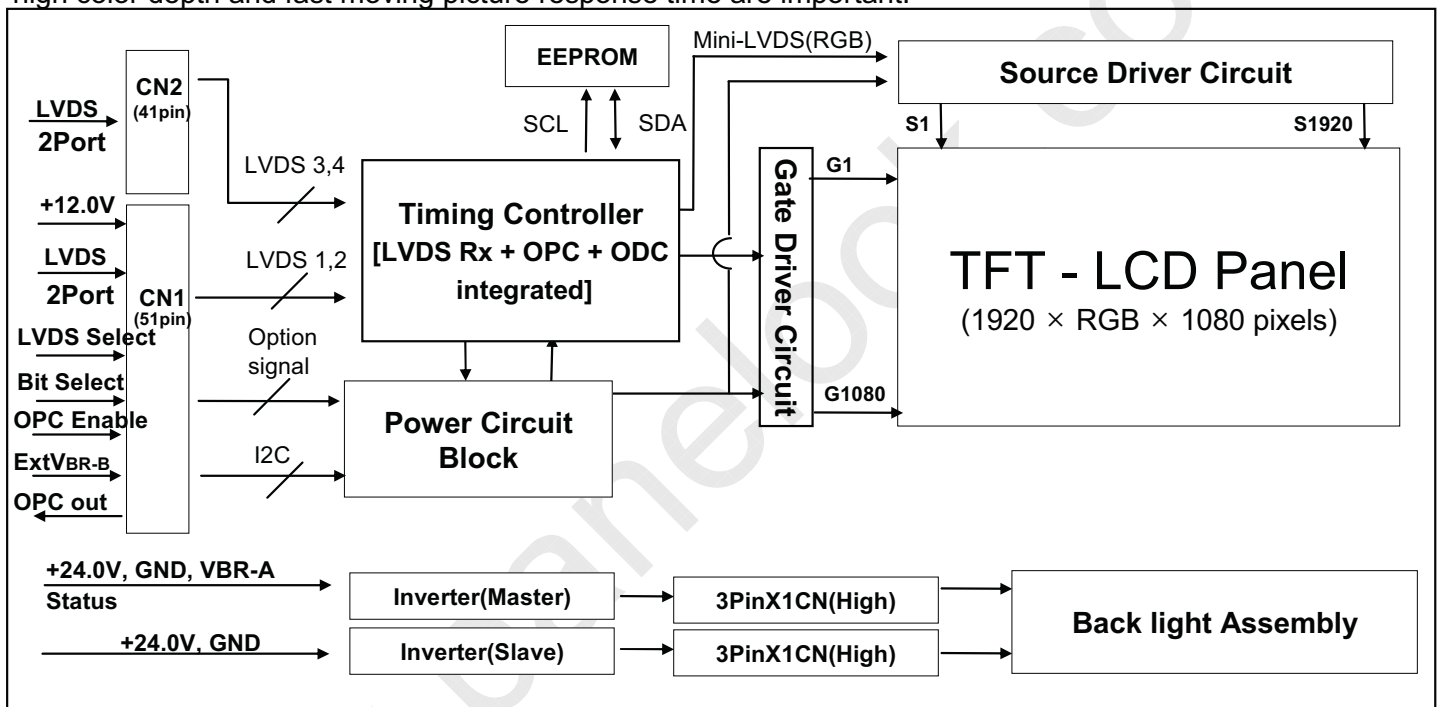 high color depth and fast moving picture response time are important.
EEPROM
Mini-LVDS(RGB)
Source Driver Circuit
CN2
(41pin)
LVDS
2Port
SCL
SDA
S1
S1920
LVDS 3,4
Timing Controller
[LVDS Rx + OPC + ODC
integrated]
Gate Driver Circuit
G1
G1080
TFT - LCD Panel
(1920 × RGB × 1080 pixels)
+12.0V
LVDS
2Port
CN1
(51pin)
LVDS 1,2
LVDS Select
Bit Select
OPC Enable
ExtVBR-B
OPC out
Option
signal
I2C
Power Circuit
Block
+24.0V, GND, VBR-A
Status
Inverter(Master)
3PinX1CN(High)
Back light Assembly
+24.0V, GND
Inverter(Slave)
3PinX1CN(High)
panelook.co